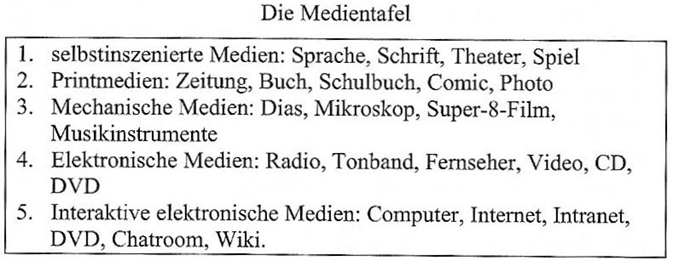 Die Medientafel
1. selbstinszenierte Medien: Sprache, Schrift, Theater, Spiel
2. Printmedien: Zeitung, Buch, Schulbuch, Comic, Photo
3. Mechanische Medien: Dias, Mikroskop, Super-8-Film,
Musikinstrumente
4. Elektronische Medien: Radio, Tonband, Fernseher, Video, CD,
DVD
5. Interaktive elektronische Medien: Computer, Internet, Intranet,
DVD, Chatroom, Wiki.